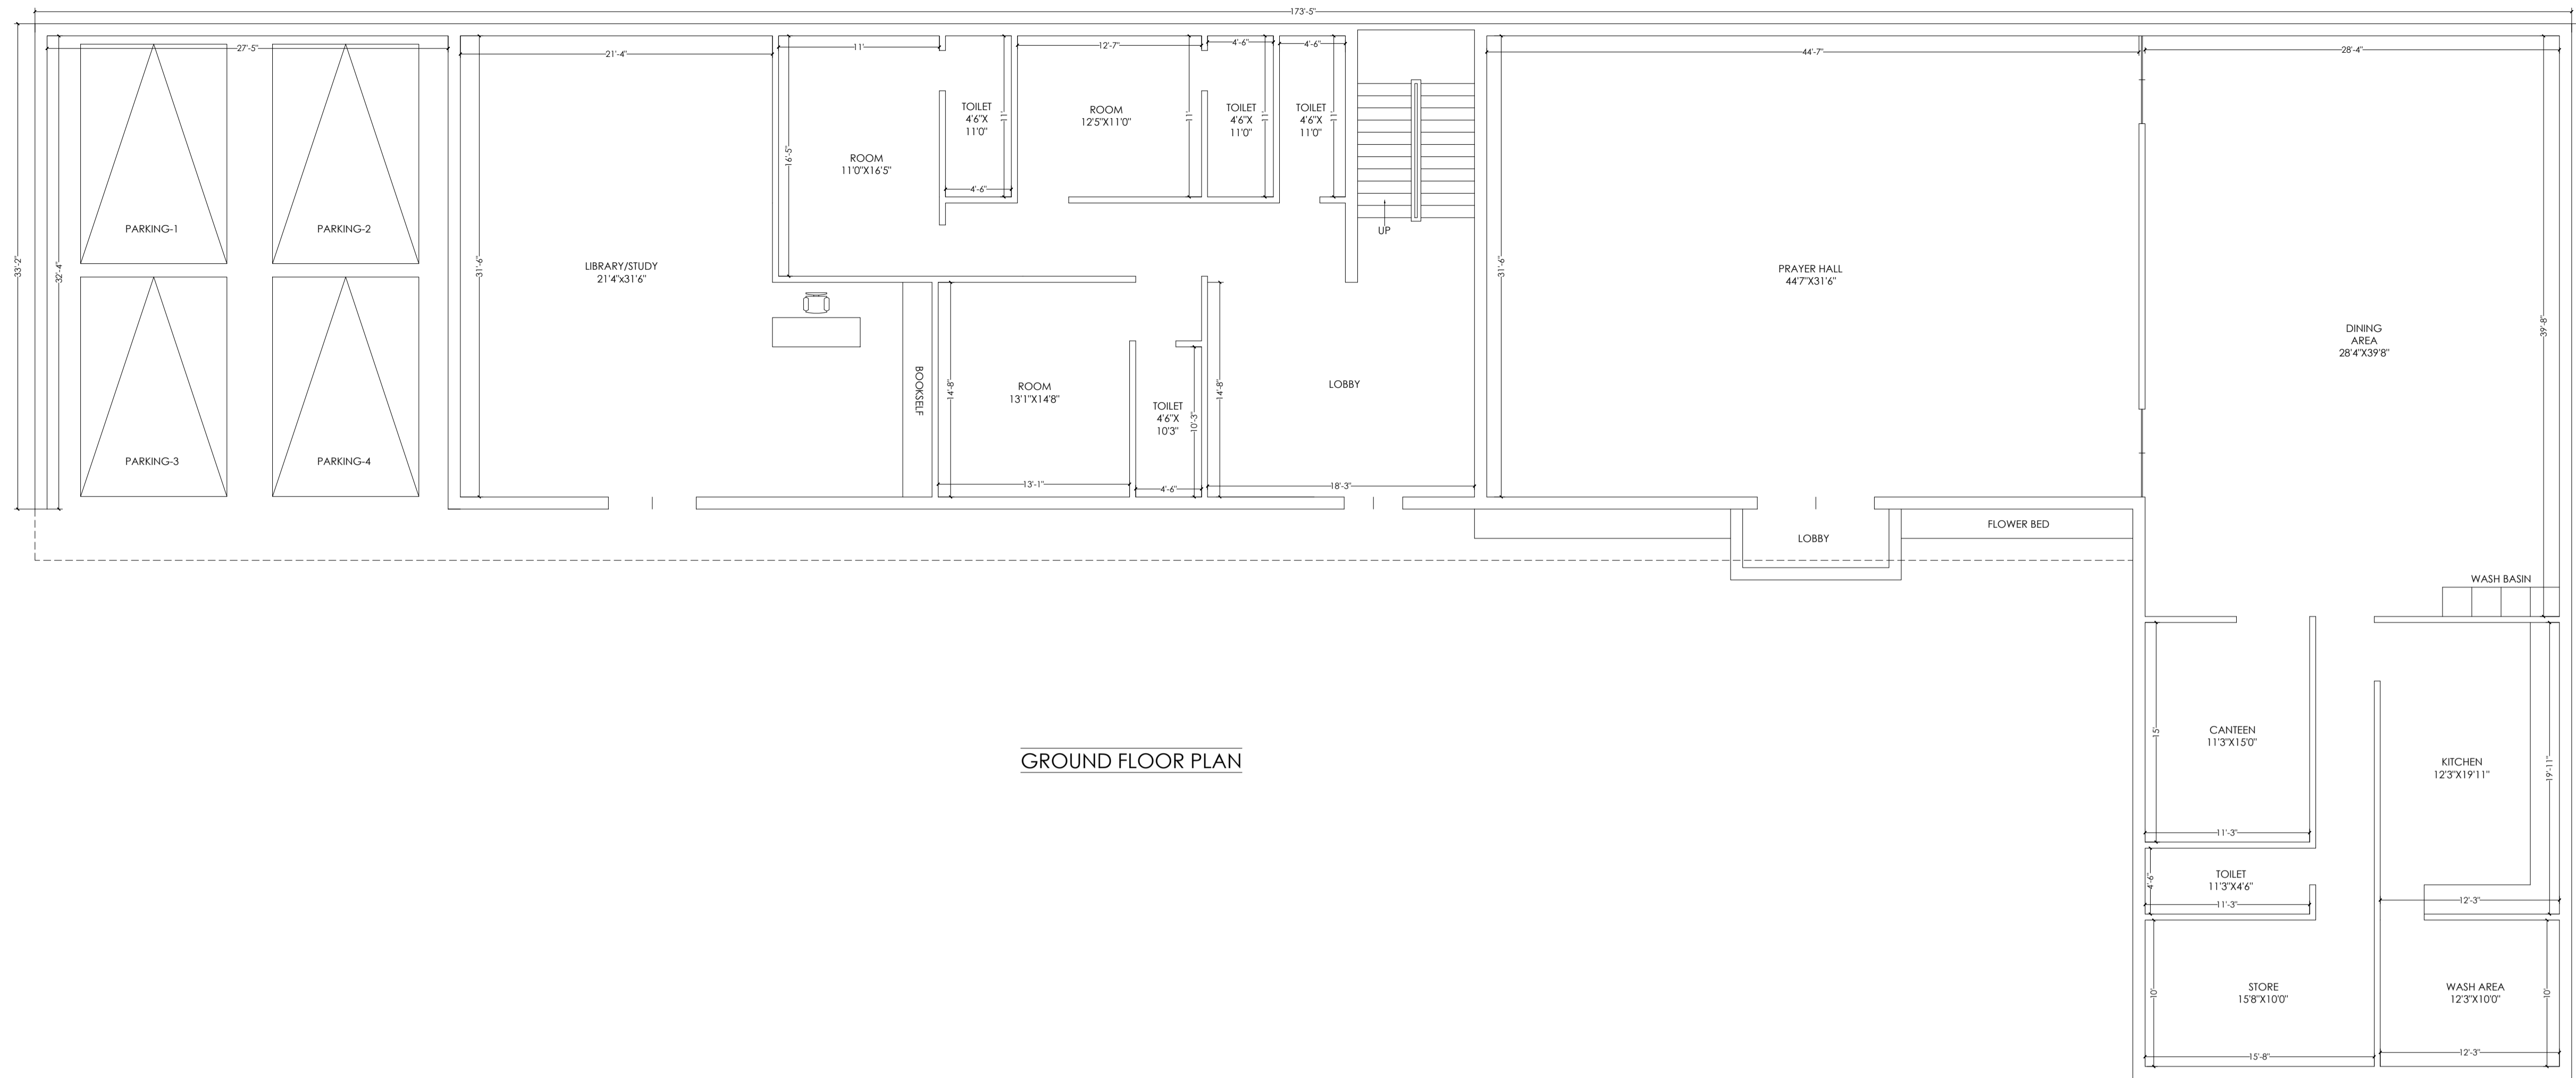 173'-5"
27'-5"
21'-4"
11'
12'-7"
4'-6"
4'-6"
44'-7"
28'-4"
33'-2"
32'-4"
31'-6"
16'-5"
TOILET
4'6"X
11'0"
11'
4'-6"
ROOM
12'5"X11'0"
11'
TOILET
4'6"X
11'0"
11'
TOILET
4'6"X
11'0"
11'
ROOM
11'0"X16'5"
PARKING-1
PARKING-2
UP
LIBRARY/STUDY
21'4"x31'6"
31'-6"
PRAYER HALL
44'7"X31'6"
DINING
AREA
28'4"X39'8"
39'-8"
BOOKSELF
14'-8"
ROOM
13'1"X14'8"
TOILET
4'6"X
10'3"
10'-3"
14'-8"
LOBBY
PARKING-3
PARKING-4
13'-1"
4'-6"
18'-3"
LOBBY
FLOWER BED
WASH BASIN
GROUND FLOOR PLAN
15'
CANTEEN
11'3"X15'0"
KITCHEN
12'3"X19'11"
19'-11"
11'-3"
4'-6"
TOILET
11'3"X4'6"
11'-3"
12'-3"
10'
STORE
15'8"X10'0"
WASH AREA
12'3"X10'0"
10'
15'-8"
12'-3"